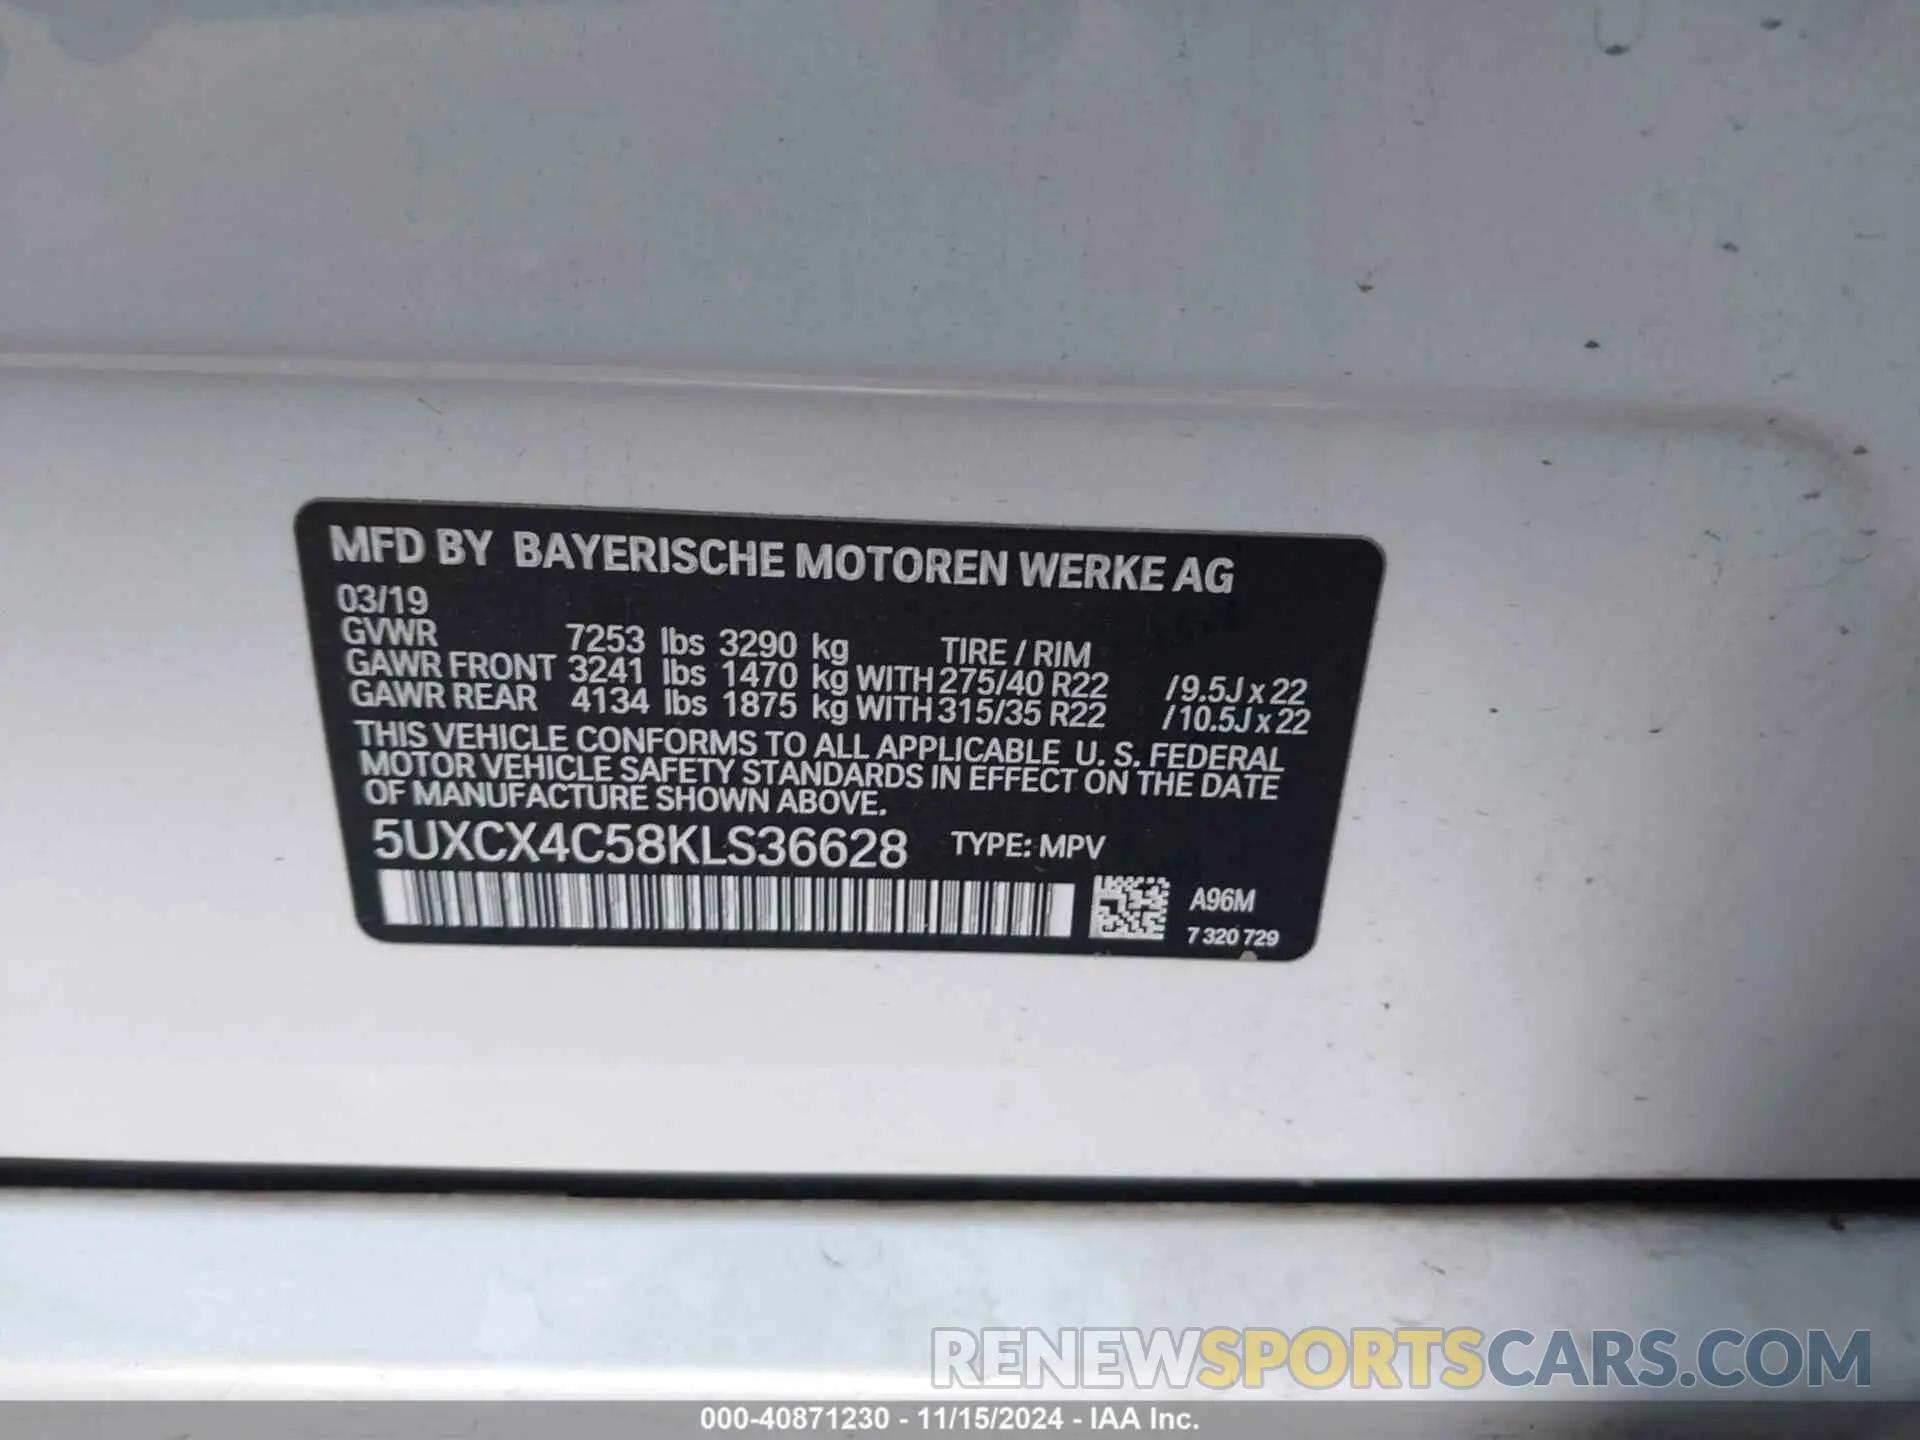 MFD BY BAYERISCHE MOTOREN WERKE AG
03/19
GVWR 7253 lbs 3290 kg TIRE / RIM
GAWR FRONT 3241 lbs 1470 kg WITH 275/40 R22 /9.5J x 22
GAWR REAR 4134 lbs 1875 kg WITH 315/35 R22 /10.5J x 22
THIS VEHICLE CONFORMS TO ALL APPLICABLE U. S. FEDERAL
MOTOR VEHICLE SAFETY STANDARDS IN EFFECT ON THE DATE
OF MANUFACTURE SHOWN ABOVE.
5UXCX4C58KLS36628 TYPE: MPV
A96M
7 320 729
RENEWSPORTSCARS.COM
000-40871230 - 11/15/2024 - IAA Inc.